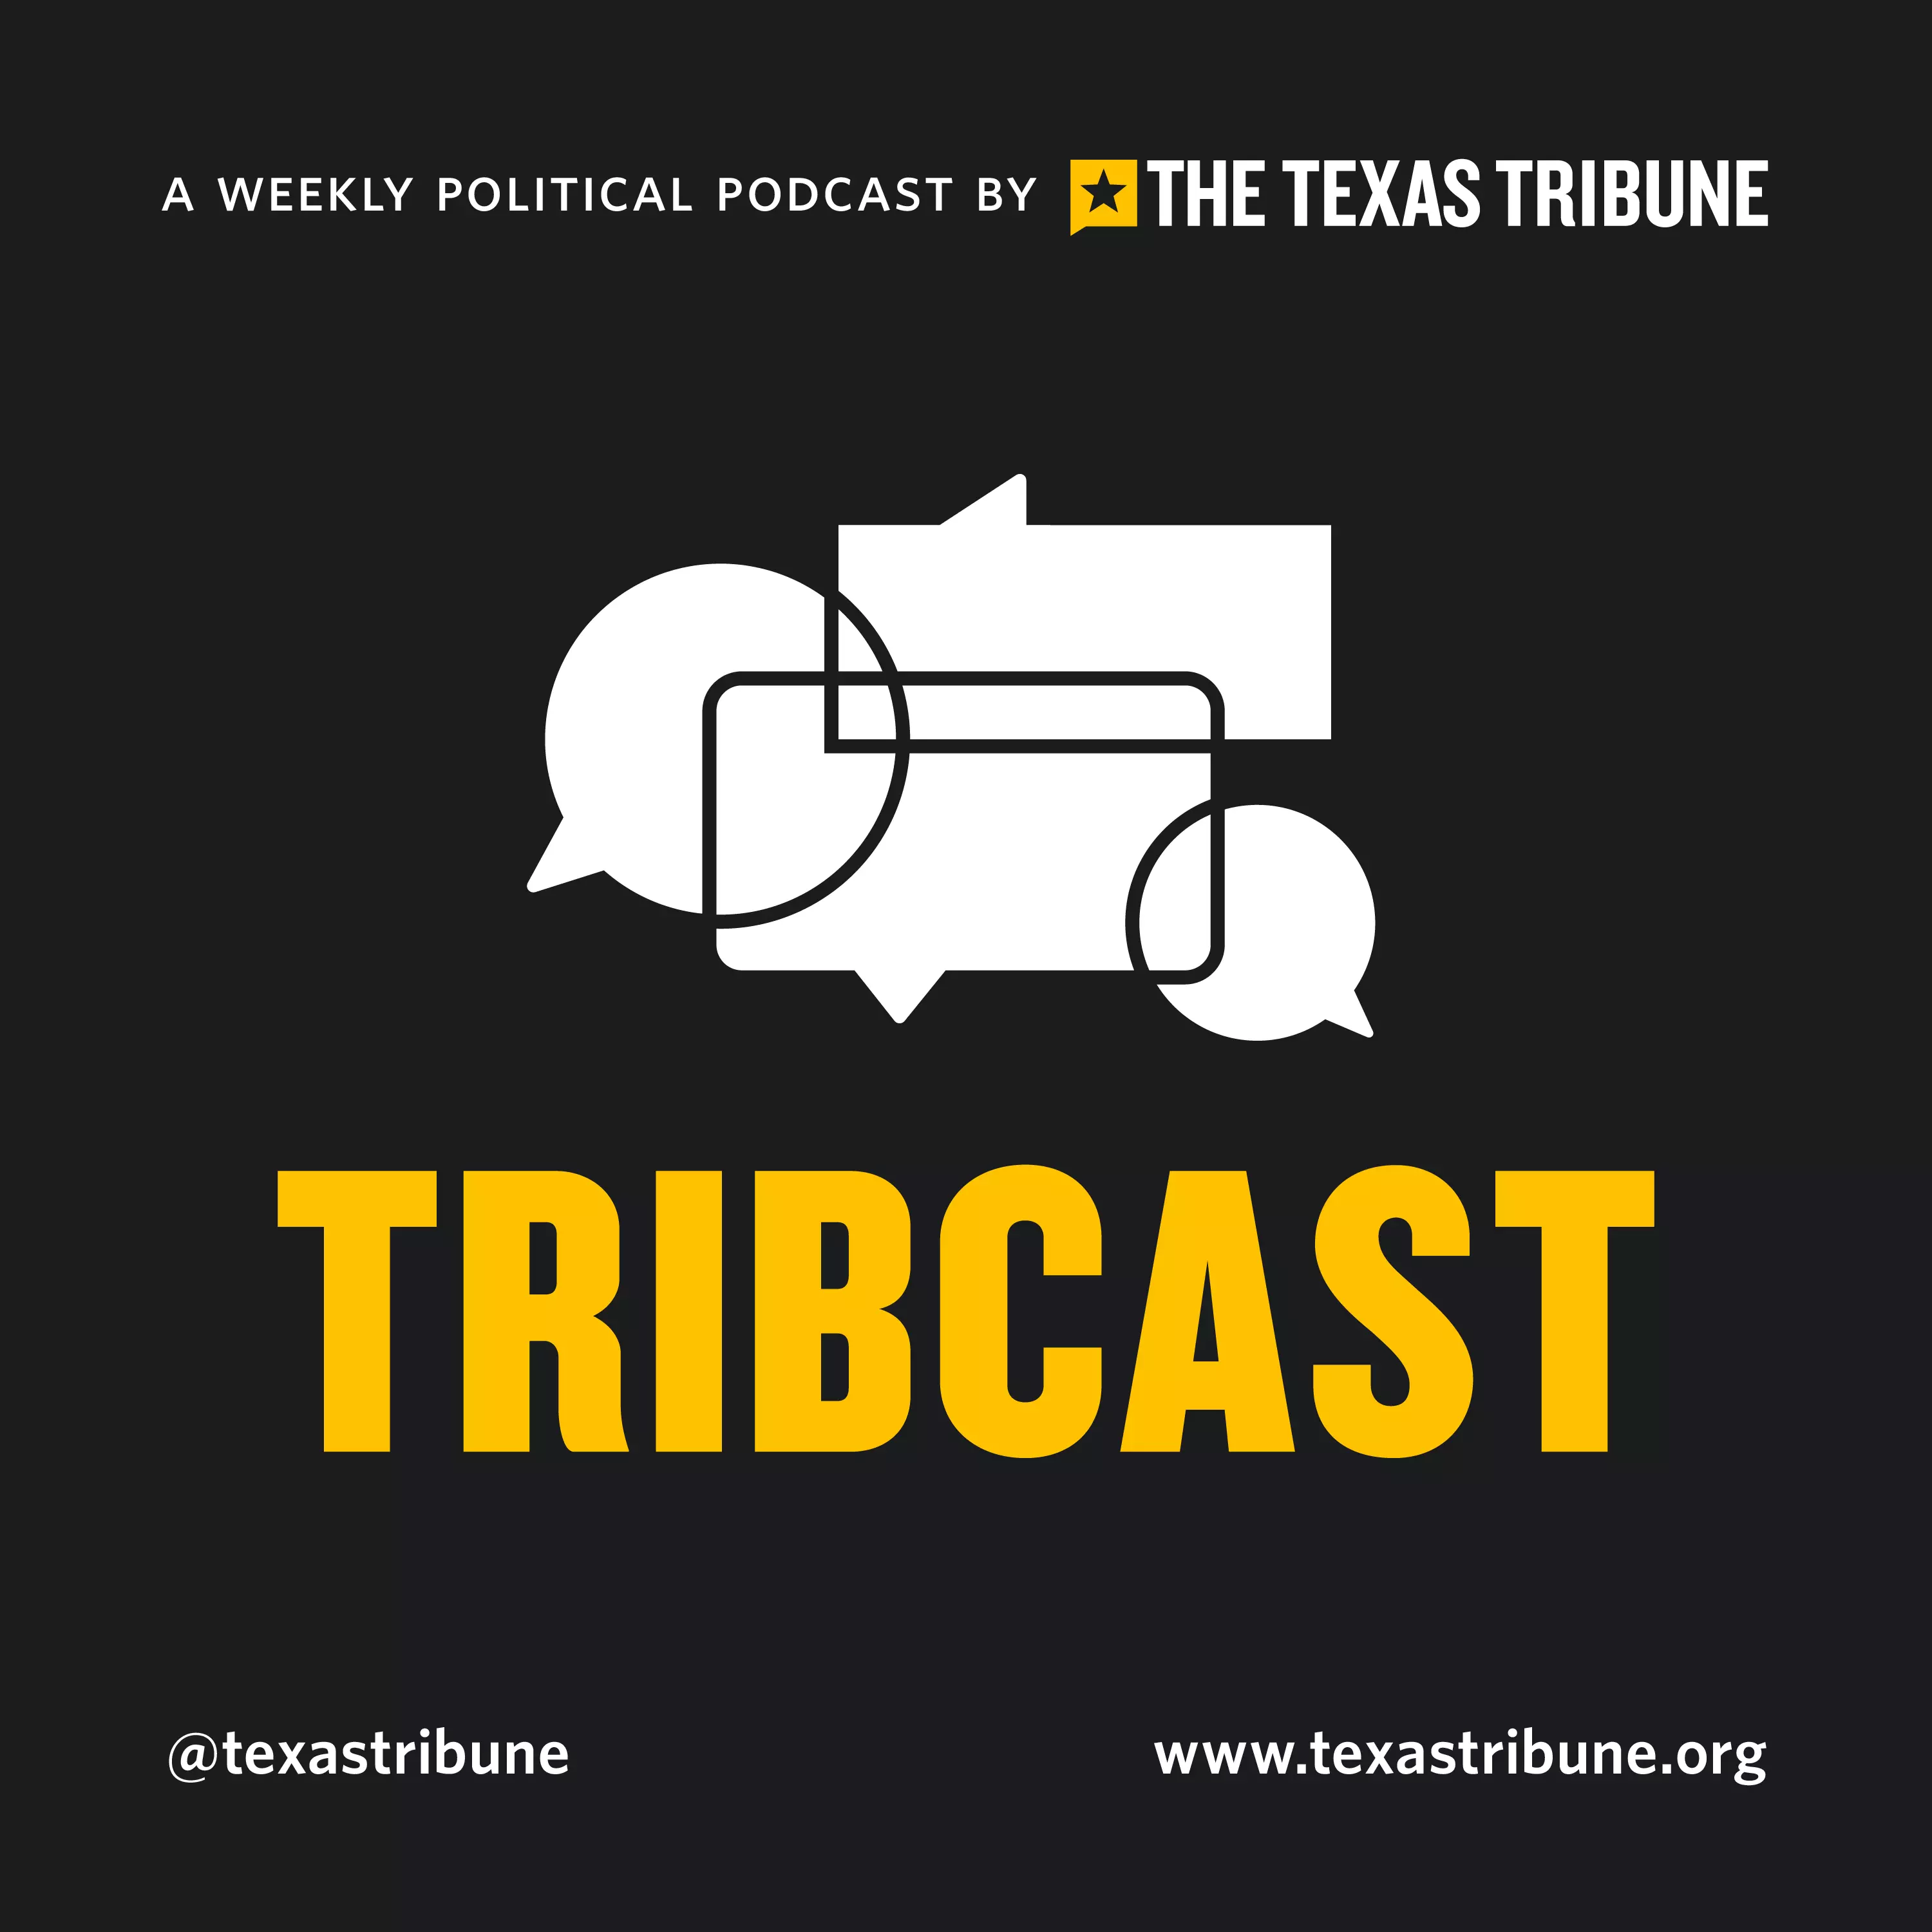 A WEEKLY POLITICAL PODCAST BY THE TEXAS TRIBUNE
TRIBCAST
@texastribune www.texastribune.org